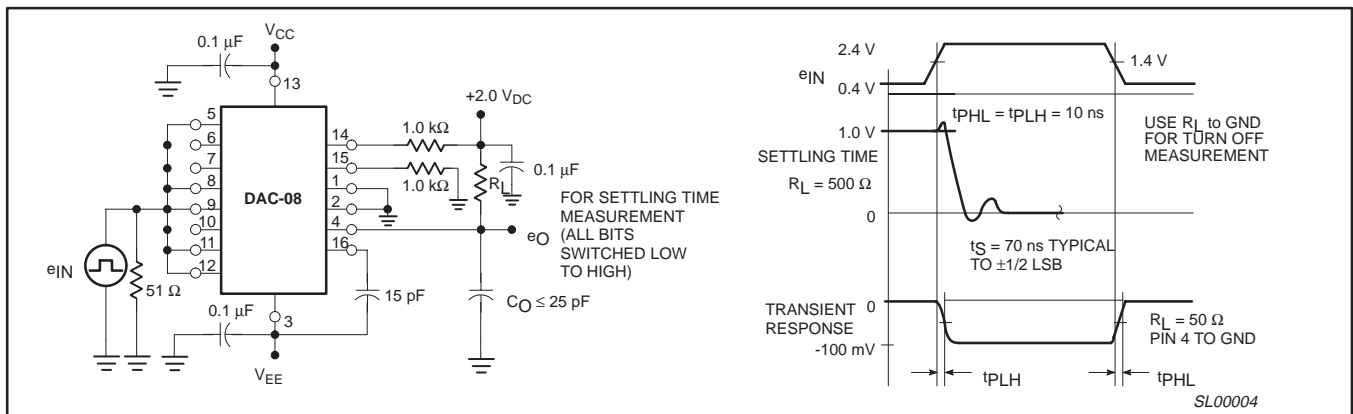 VCC
0.1 µF
13
5
6
7
8
9
10
11
12
DAC-08
14
15
1
2
4
16
3
+2.0 VDC
1.0 kΩ
1.0 kΩ
RL
0.1 µF
FOR SETTLING TIME
MEASUREMENT
(ALL BITS
SWITCHED LOW
TO HIGH)
eO
eIN
51 Ω
15 pF
CO ≤ 25 pF
0.1 µF
VEE
2.4 V
eIN
0.4 V
1.4 V
tPHL = tPLH = 10 ns
USE RL to GND
FOR TURN OFF
MEASUREMENT
1.0 V
SETTLING TIME
RL = 500 Ω
0
tS = 70 ns TYPICAL
TO ±1/2 LSB
TRANSIENT
RESPONSE
0
-100 mV
RL = 50 Ω
PIN 4 TO GND
tPLH
tPHL
SL00004